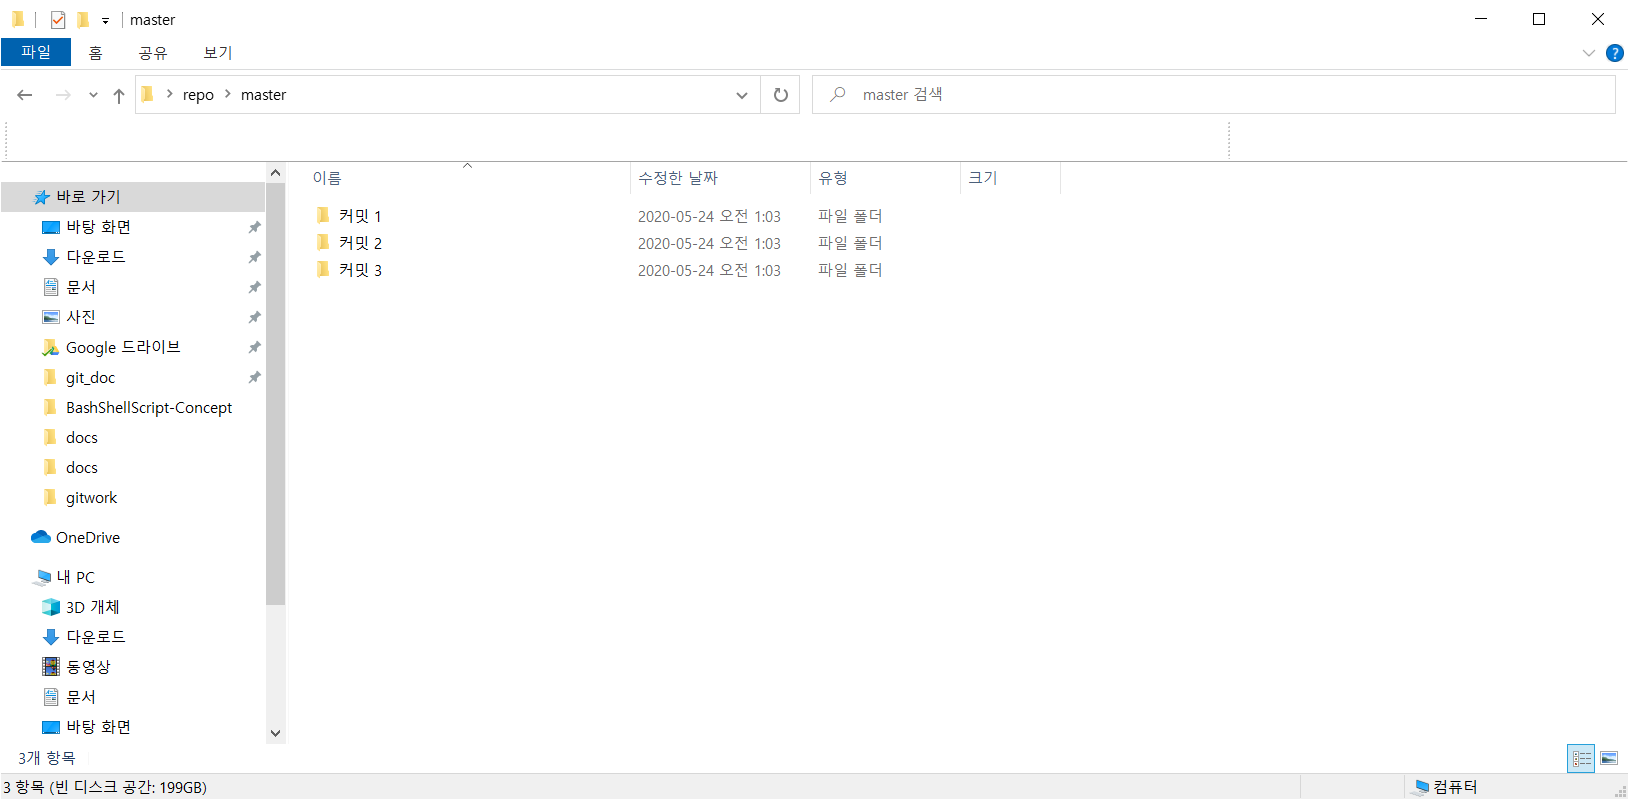 master
파일 홈 공유 보기
repo master
master 검색
이름 수정한 날짜 유형 크기
커밋 1 2020-05-24 오전 1:03 파일 폴더
커밋 2 2020-05-24 오전 1:03 파일 폴더
커밋 3 2020-05-24 오전 1:03 파일 폴더
바로 가기
바탕 화면
다운로드
문서
사진
Google 드라이브
git_doc
BashShellScript-Concept
docs
docs
gitwork
OneDrive
내 PC
3D 개체
다운로드
동영상
문서
바탕 화면
3개 항목
3 항목 (빈 디스크 공간: 199GB) 컴퓨터